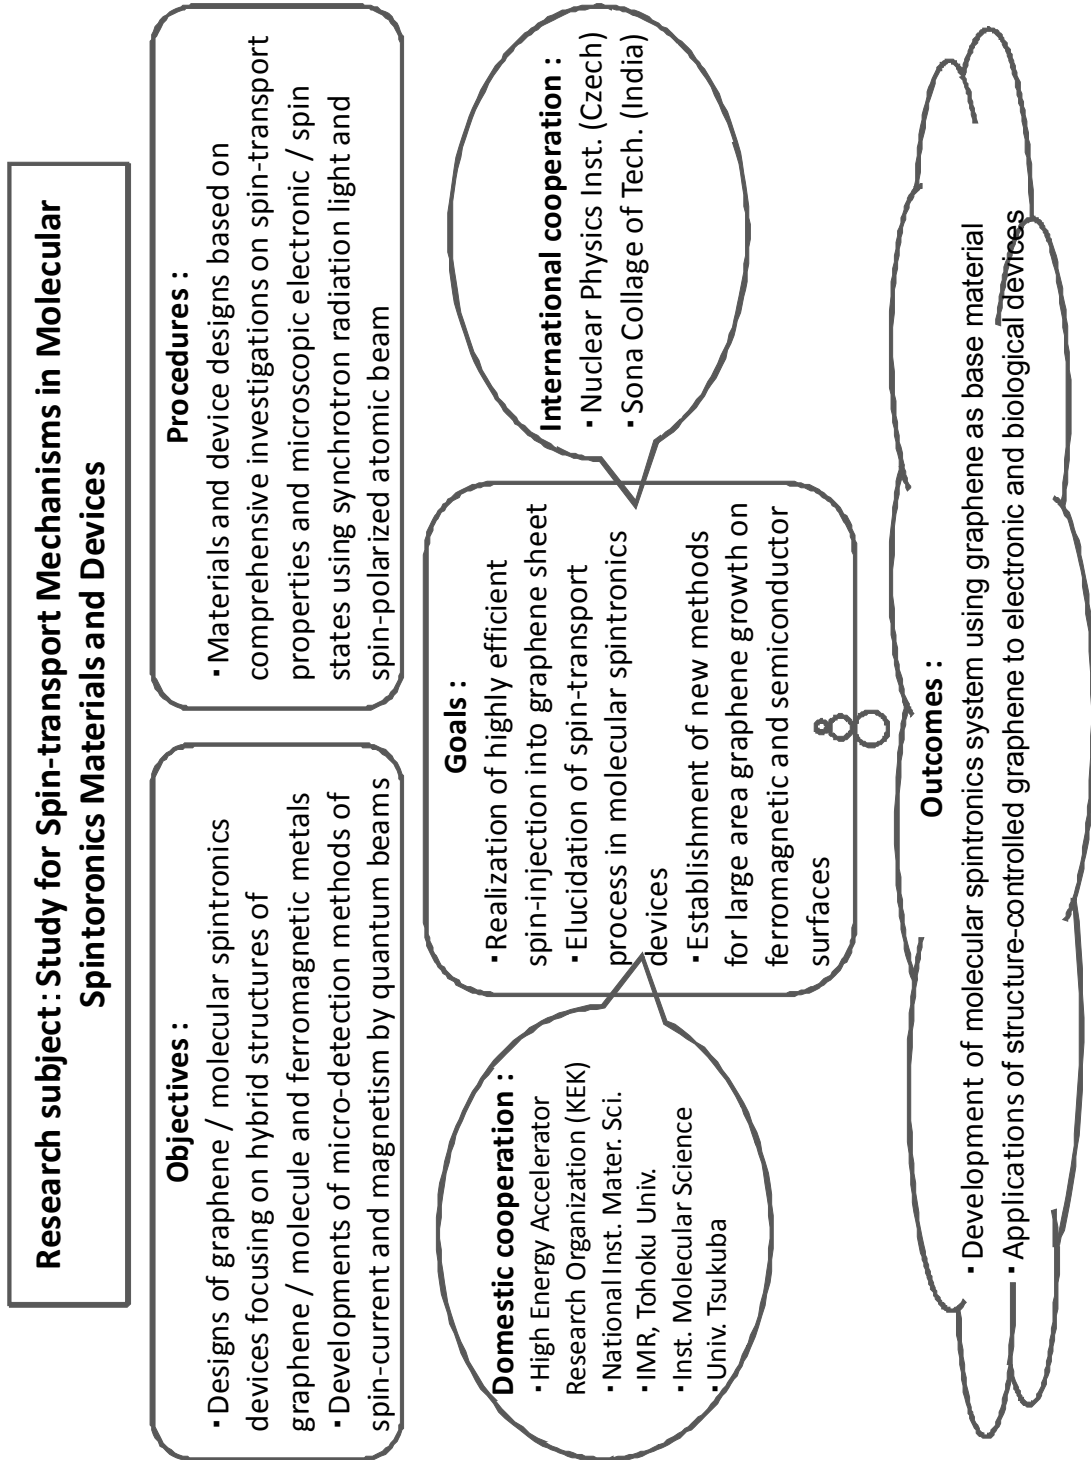 Research subject : Study for Spin-transport Mechanisms in Molecular
Spintoronics Materials and Devices
Objectives :
・Designs of graphene / molecular spintronics
devices focusing on hybrid structures of
graphene / molecule and ferromagnetic metals
・Developments of micro-detection methods of
spin-current and magnetism by quantum beams
Procedures :
・Materials and device designs based on
comprehensive investigations on spin-transport
properties and microscopic electronic / spin
states using synchrotron radiation light and
spin-polarized atomic beam
Domestic cooperation :
・High Energy Accelerator
Research Organization (KEK)
・National Inst. Mater. Sci.
・IMR, Tohoku Univ.
・Inst. Molecular Science
・Univ. Tsukuba
Goals :
・Realization of highly efficient
spin-injection into graphene sheet
・Elucidation of spin-transport
process in molecular spintronics
devices
・Establishment of new methods
for large area graphene growth on
ferromagnetic and semiconductor
surfaces
International cooperation :
・Nuclear Physics Inst. (Czech)
・Sona Collage of Tech. (India)
Outcomes :
・Development of molecular spintronics system using graphene as base material
・Applications of structure-controlled graphene to electronic and biological devices